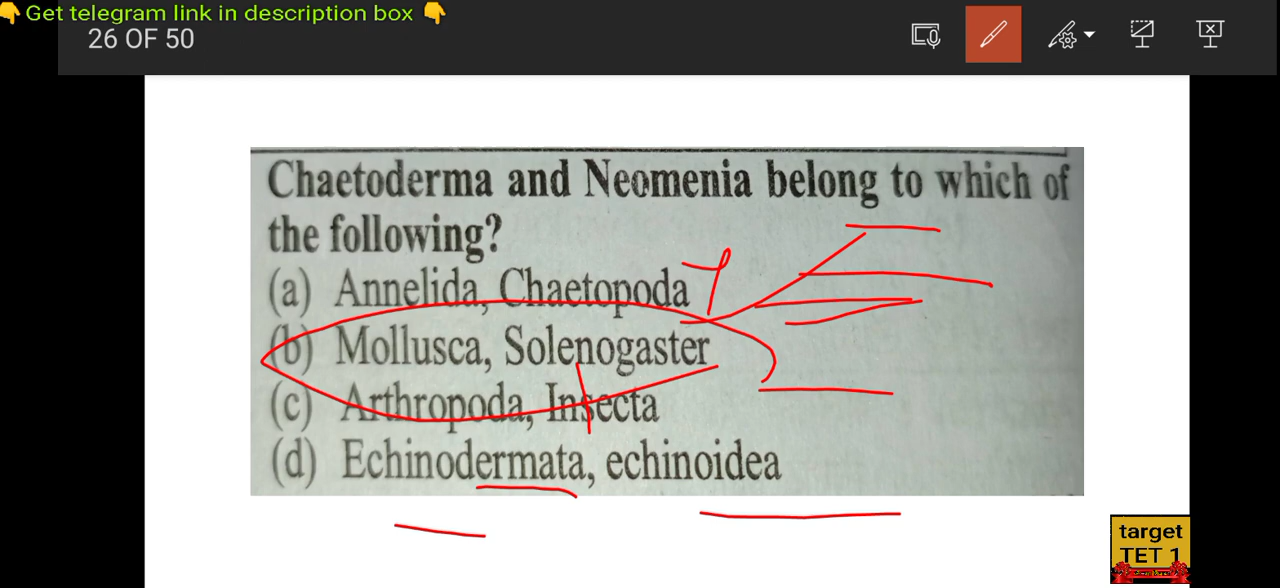 👇 Get telegram link in description box 👇
26 OF 50
Chaetoderma and Neomenia belong to which of
the following?
(a) Annelida, Chaetopoda
(b) Mollusca, Solenogaster
(c) Arthropoda, Insecta
(d) Echinodermata, echinoidea
target
TET 1